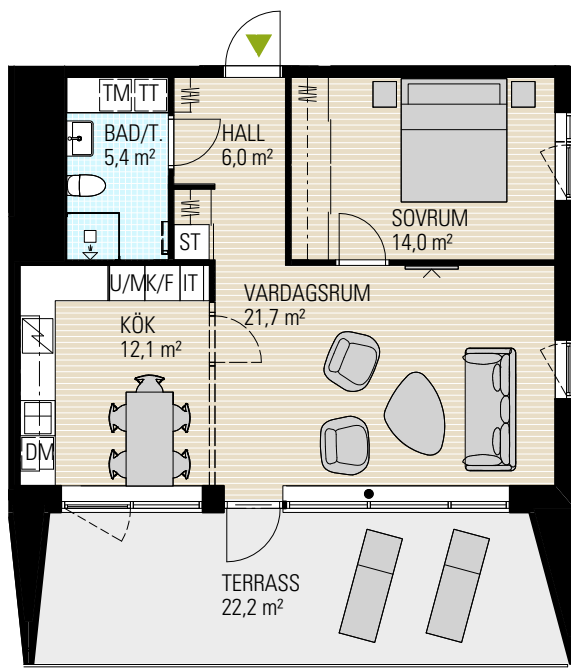 TM TT
BAD/T.
5,4 m²
HALL
6,0 m²
SOVRUM
14,0 m²
ST
U/M K/F IT
VARDAGSRUM
21,7 m²
KÖK
12,1 m²
DM
TERRASS
22,2 m²